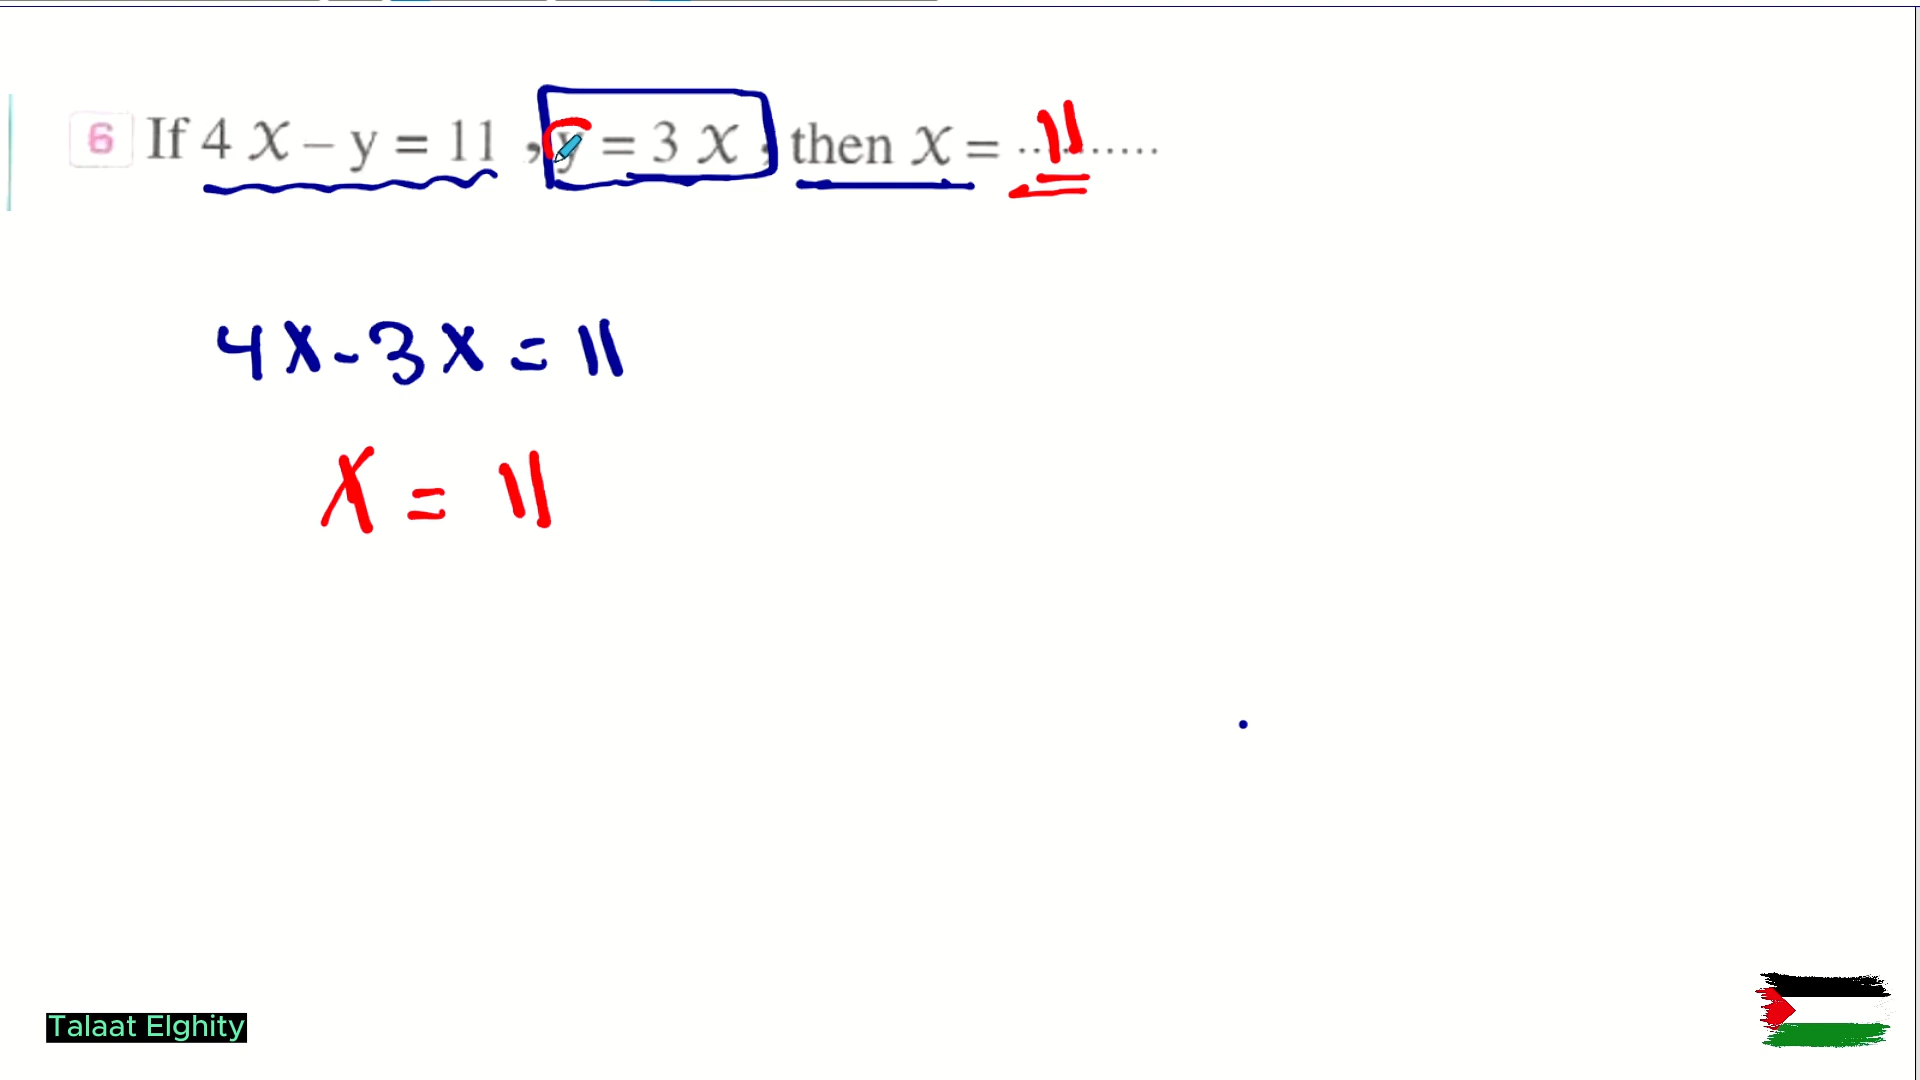 6 If 4 X – y = 11 , y = 3 X , then X = 11 ..........
4x - 3x = 11
x = 11
Talaat Elghity